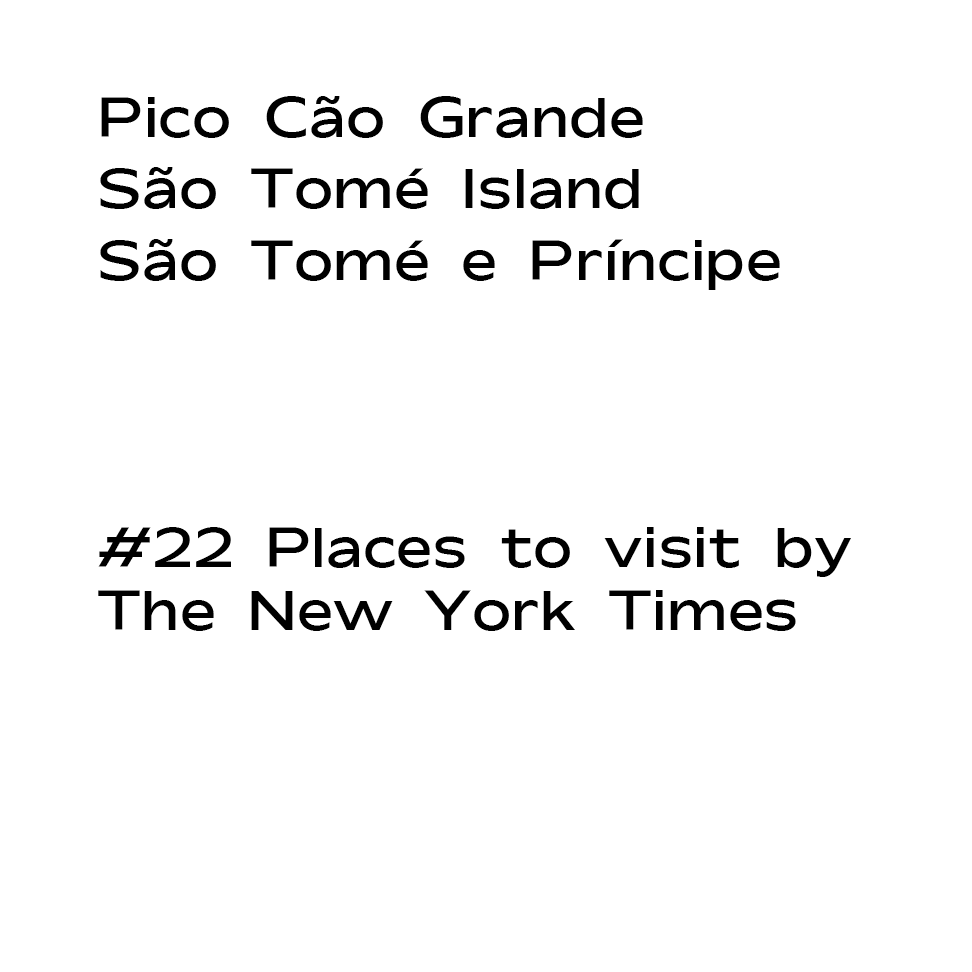 Pico Cão Grande
São Tomé Island
São Tomé e Príncipe
#22 Places to visit by
The New York Times